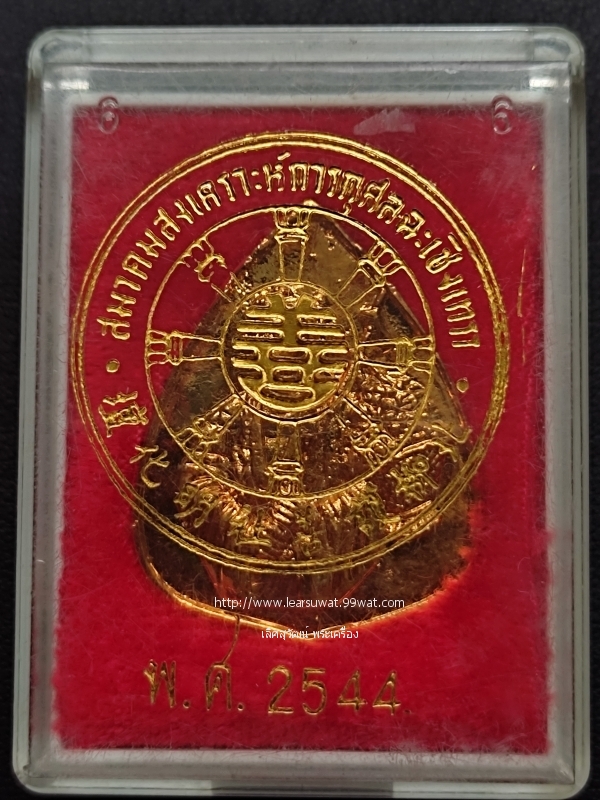 สมาคมสงเคราะห์การกุศลฉะเชิงเทรา
http://www.learsuwat.99wat.com
เลิศสุวัฒน์ พระเครื่อง
พ.ศ. 2544.